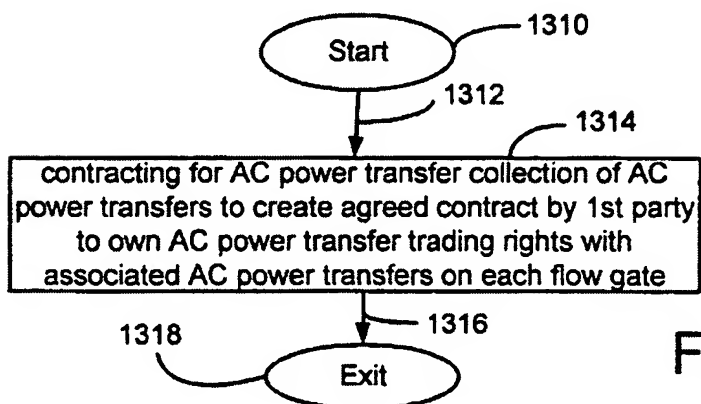 Start
1310
1312
1314
contracting for AC power transfer collection of AC
power transfers to create agreed contract by 1st party
to own AC power transfer trading rights with
associated AC power transfers on each flow gate
1316
1318
Exit
F